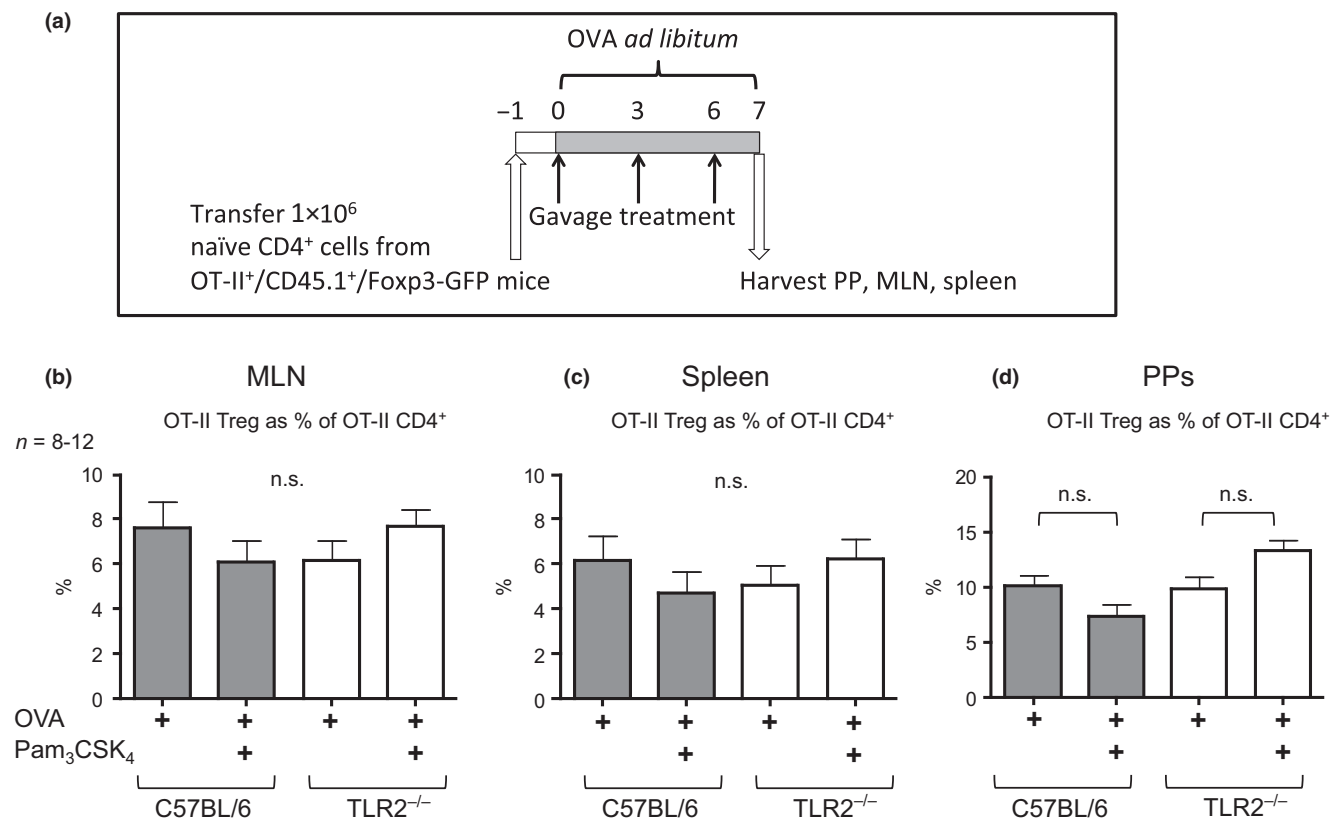 (a)
OVA ad libitum
−1 0 3 6 7
Gavage treatment
Transfer 1×10⁶
naïve CD4⁺ cells from
OT-II⁺/CD45.1⁺/Foxp3-GFP mice
Harvest PP, MLN, spleen
(b) MLN
OT-II Treg as % of OT-II CD4⁺
n = 8-12
n.s.
10
8
6
4
2
0
%
OVA + + + +
Pam₃CSK₄ + +
C57BL/6 TLR2⁻/⁻
(c) Spleen
OT-II Treg as % of OT-II CD4⁺
n.s.
10
8
6
4
2
0
%
+ + + +
+ +
C57BL/6 TLR2⁻/⁻
(d) PPs
OT-II Treg as % of OT-II CD4⁺
n.s. n.s.
20
15
10
5
0
%
+ + + +
+ +
C57BL/6 TLR2⁻/⁻